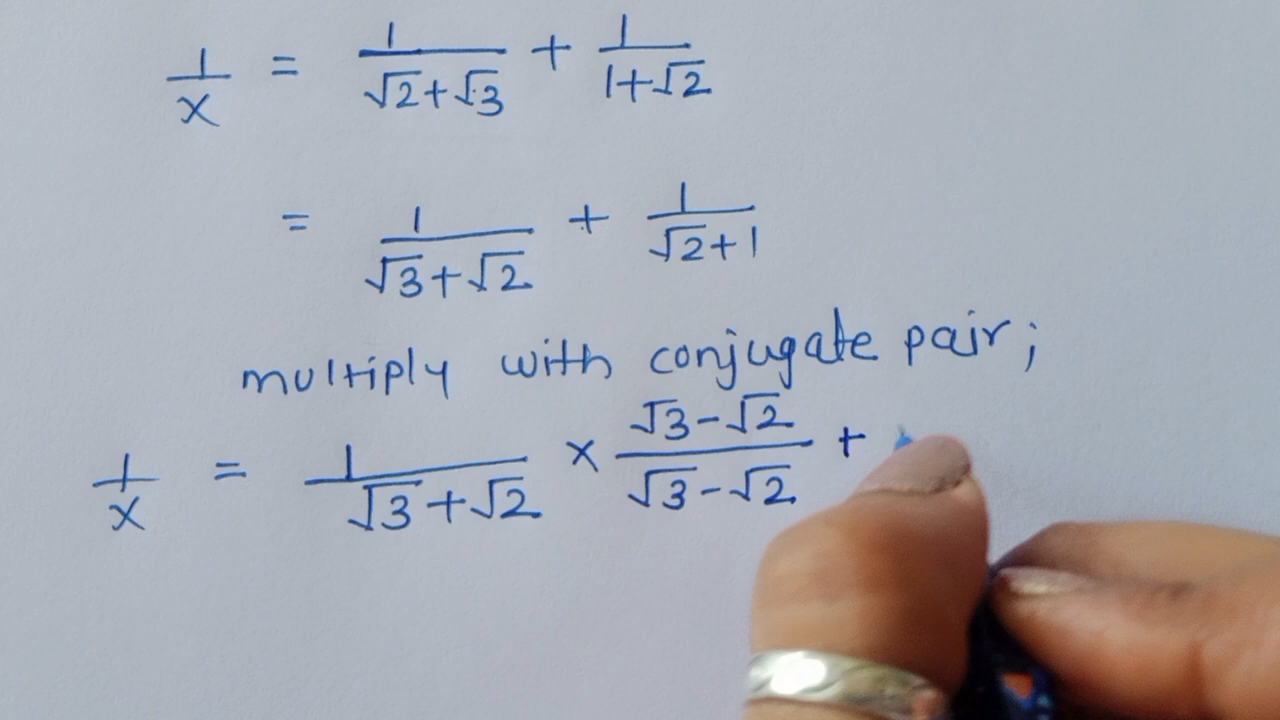 1/x = 1/(√2+√3) + 1/(1+√2)
= 1/(√3+√2) + 1/(√2+1)
multiply with conjugate pair;
1/x = 1/(√3+√2) × (√3-√2)/(√3-√2) +